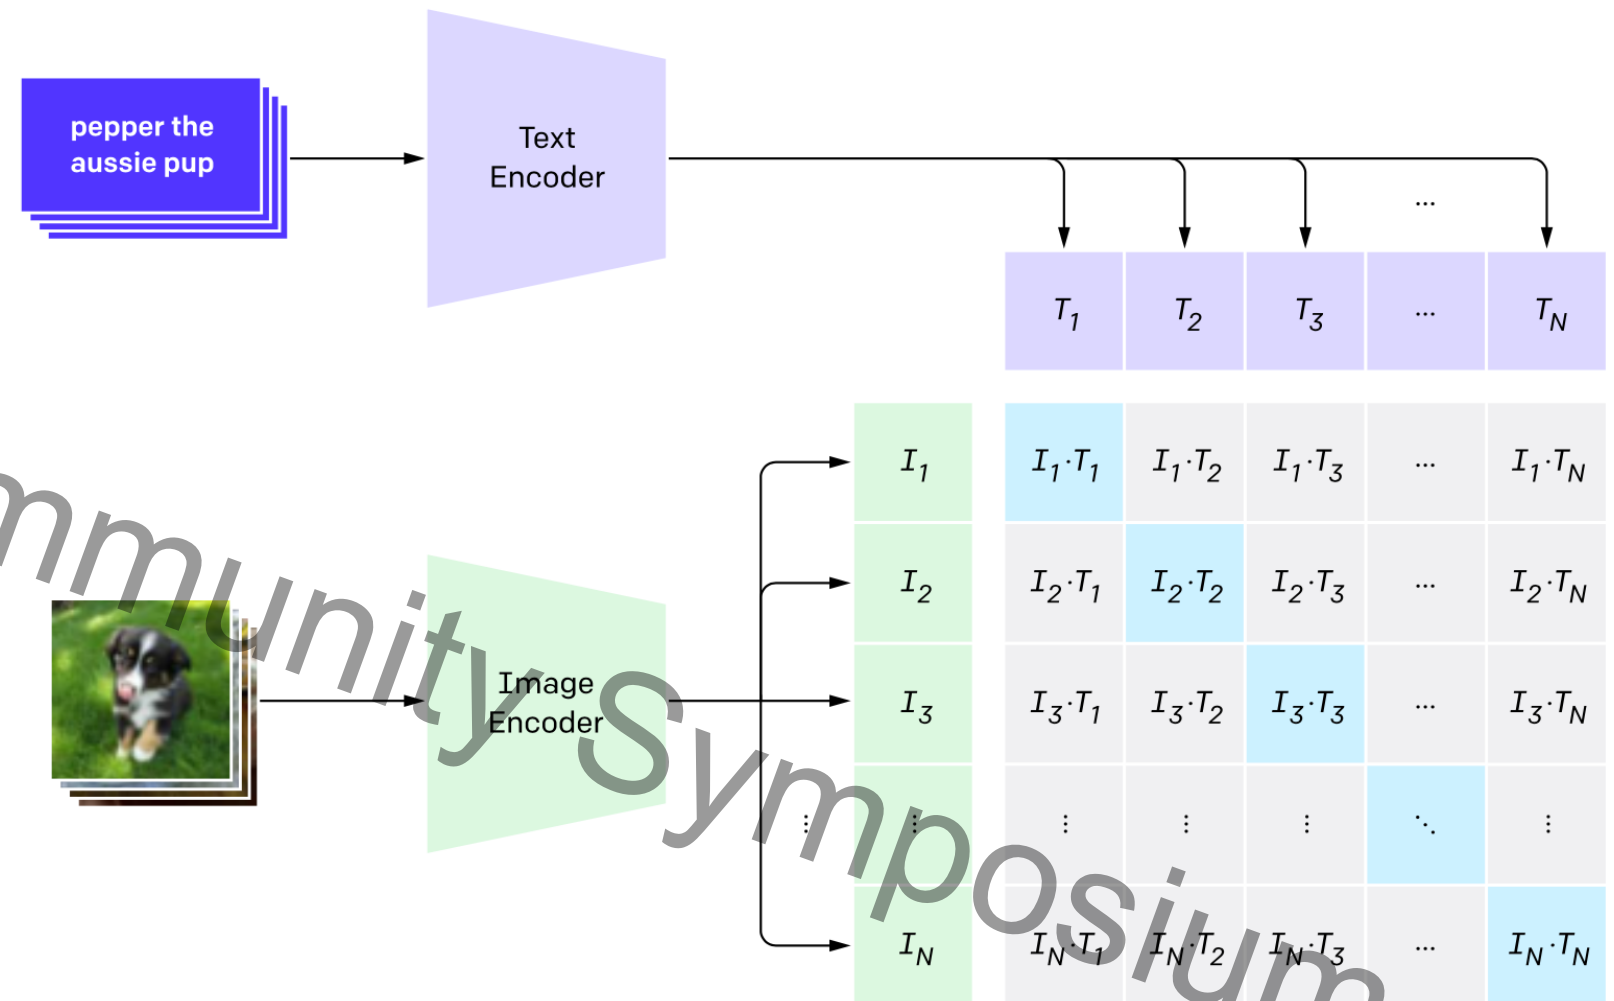 pepper the
aussie pup
Text
Encoder
...
T1 T2 T3 ... TN
I1 I1·T1 I1·T2 I1·T3 ... I1·TN
I2 I2·T1 I2·T2 I2·T3 ... I2·TN
Image
Encoder
I3 I3·T1 I3·T2 I3·T3 ... I3·TN
⋮ ⋮ ⋮ ⋮ ⋮ ⋱ ⋮
IN IN·T1 IN·T2 IN·T3 ... IN·TN
mmunity Symposium